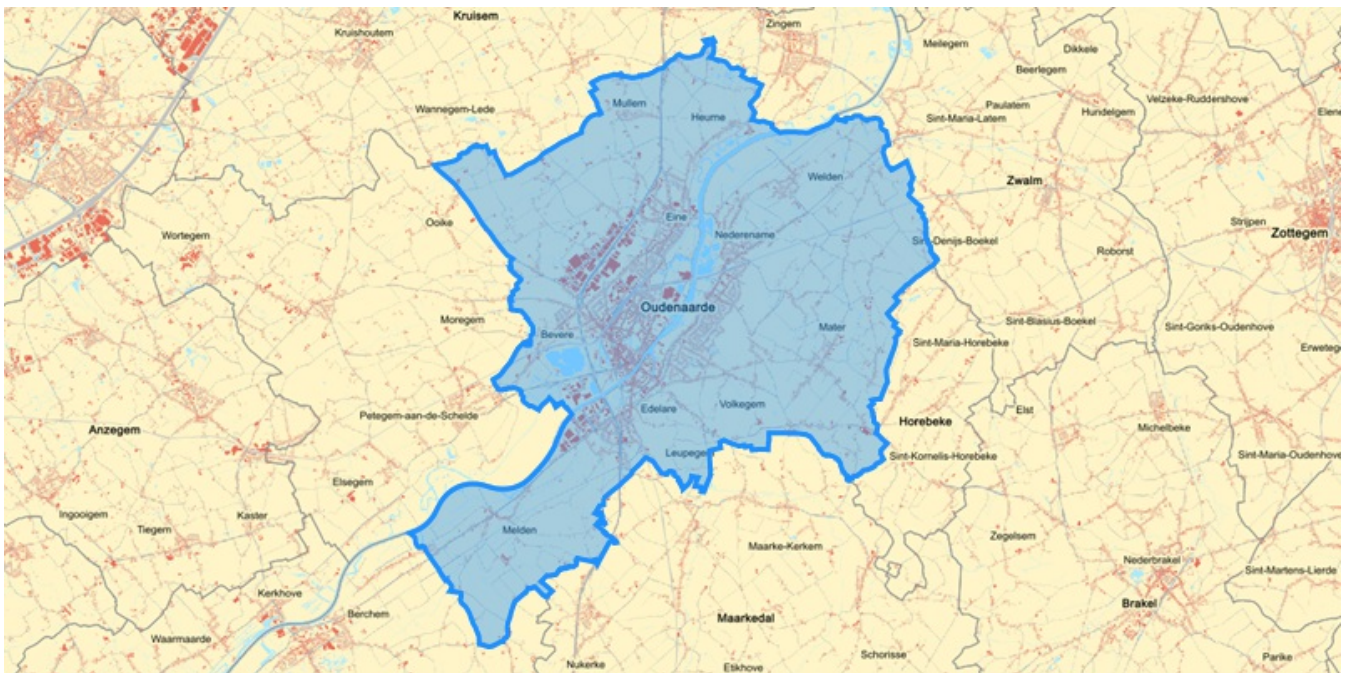 Kruisem
Zingem
Kruishoutem
Meilegem
Dikkele
Beerlegem
Velzeke-Ruddershove
Mullem
Paulatem
Wannegem-Lede
Hundelgem
Heurne
Sint-Maria-Latem
Welden
Zwalm
Eine
Ooike
Strijpen
Nederename
Zottegem
Wortegem
Sint-Denijs-Boekel
Roborst
Oudenaarde
Moregem
Sint-Blasius-Boekel
Mater
Sint-Goriks-Oudenhove
Bevere
Sint-Maria-Horebeke
Volkegem
Edelare
Elst
Petegem-aan-de-Schelde
Horebeke
Michelbeke
Anzegem
Leupegem
Sint-Kornelis-Horebeke
Sint-Maria-Oudenhove
Elsegem
Ingooigem
Kaster
Tiegem
Melden
Zegelsem
Maarke-Kerkem
Nederbrakel
Sint-Martens-Lierde
Kerkhove
Brakel
Berchem
Maarkedal
Waarmaarde
Schorisse
Parike
Nukerke
Etikhove